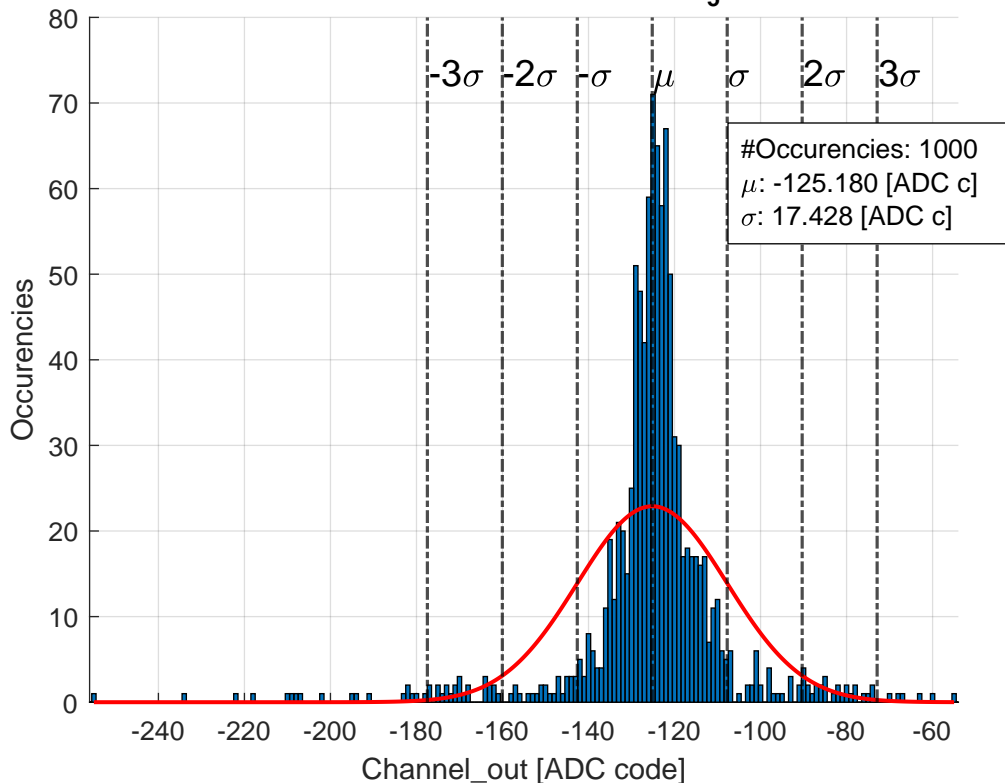 80
-3σ -2σ -σ μ σ 2σ 3σ
70
#Occurencies: 1000
μ: -125.180 [ADC c]
σ: 17.428 [ADC c]
60
50
40
30
20
10
0
Occurencies
-240 -220 -200 -180 -160 -140 -120 -100 -80 -60
Channel_out [ADC code]